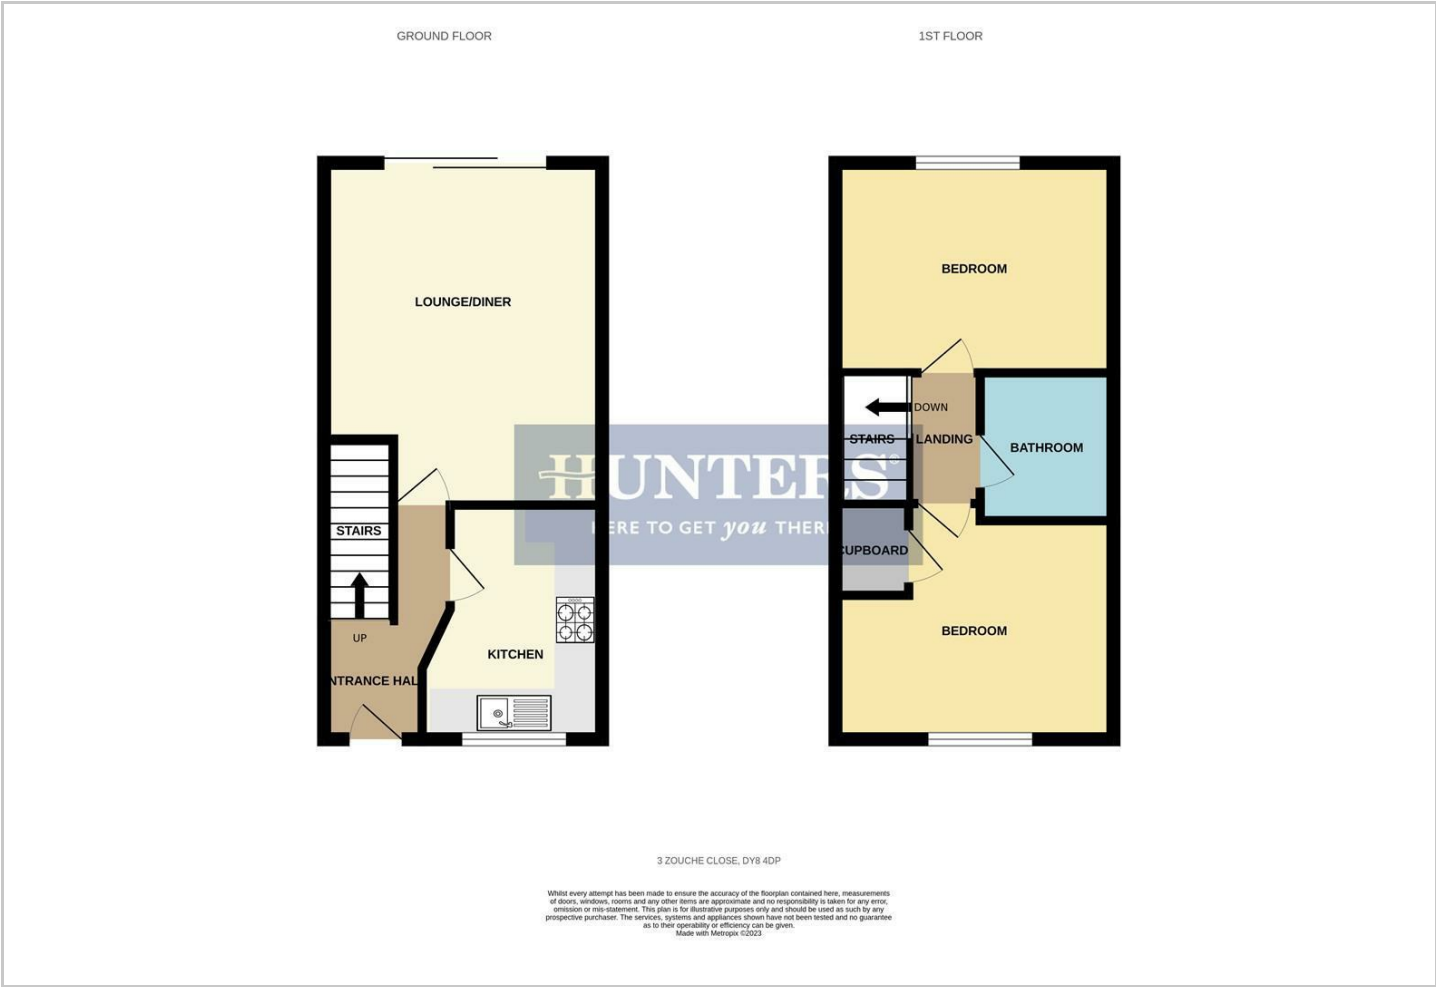 GROUND FLOOR
1ST FLOOR
LOUNGE/DINER
STAIRS
UP
NTRANCE HAL
KITCHEN
BEDROOM
DOWN
STAIRS
LANDING
BATHROOM
CUPBOARD
BEDROOM
HUNTERS®
HERE TO GET you THERE
3 ZOUCHE CLOSE, DY8 4DP
Whilst every attempt has been made to ensure the accuracy of the floorplan contained here, measurements
of doors, windows, rooms and any other items are approximate and no responsibility is taken for any error,
omission or mis-statement. This plan is for illustrative purposes only and should be used as such by any
prospective purchaser. The services, systems and appliances shown have not been tested and no guarantee
as to their operability or efficiency can be given.
Made with Metropix ©2023